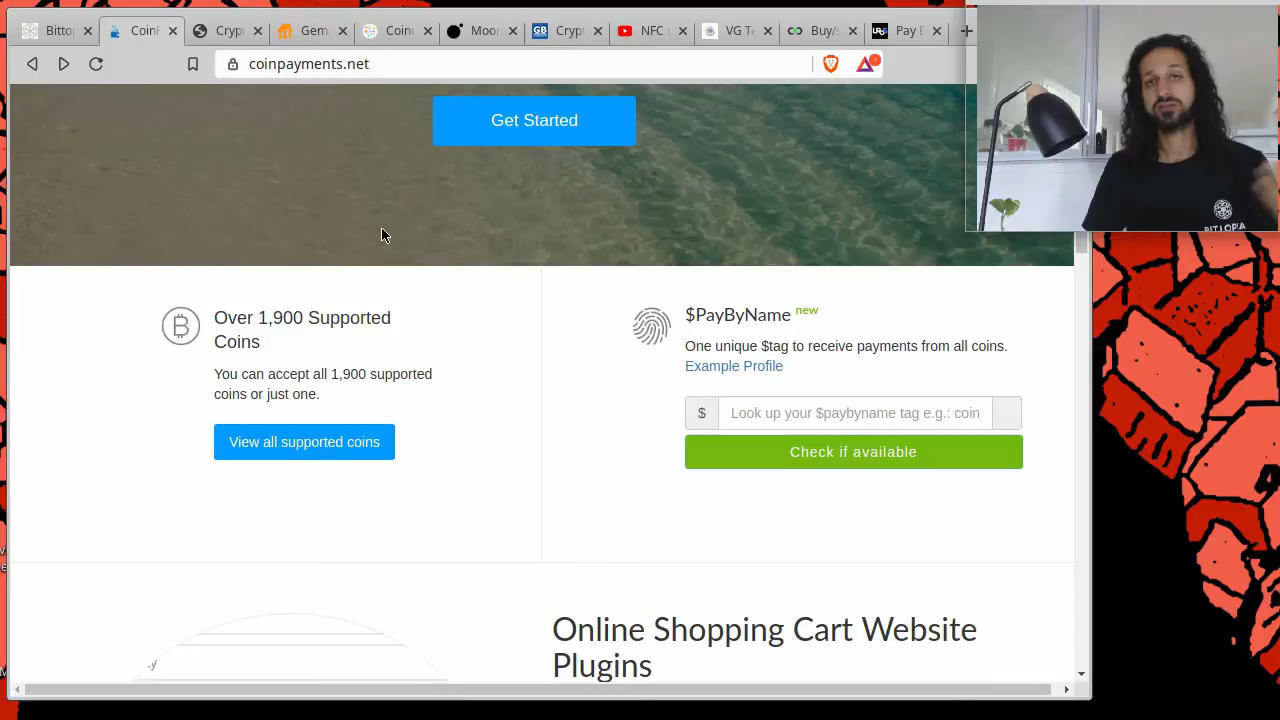 Bitto
Coin
Cryp
Gem
Coin
Moo
Crypt
NFC
VG Te
Buy/s
Pay B
coinpayments.net
Get Started
Over 1,900 Supported
Coins
You can accept all 1,900 supported
coins or just one.
View all supported coins
$PayByName new
One unique $tag to receive payments from all coins.
Example Profile
$ Look up your $paybyname tag e.g.: coin
Check if available
Online Shopping Cart Website
Plugins
BITTOPIA